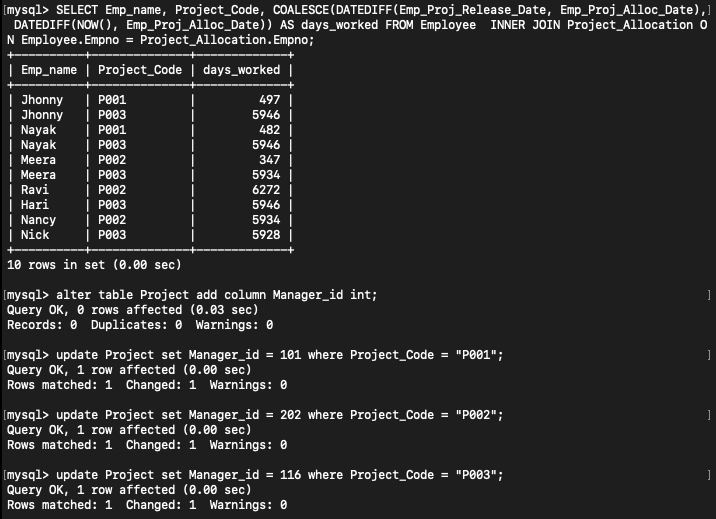 [mysql> SELECT Emp_name, Project_Code, COALESCE(DATEDIFF(Emp_Proj_Release_Date, Emp_Proj_Alloc_Date),]
 DATEDIFF(NOW(), Emp_Proj_Alloc_Date)) AS days_worked FROM Employee  INNER JOIN Project_Allocation O
N Employee.Empno = Project_Allocation.Empno;
+----------+--------------+-------------+
| Emp_name | Project_Code | days_worked |
+----------+--------------+-------------+
| Jhonny   | P001         |         497 |
| Jhonny   | P003         |        5946 |
| Nayak    | P001         |         482 |
| Nayak    | P003         |        5946 |
| Meera    | P002         |         347 |
| Meera    | P003         |        5934 |
| Ravi     | P002         |        6272 |
| Hari     | P003         |        5946 |
| Nancy    | P002         |        5934 |
| Nick     | P003         |        5928 |
+----------+--------------+-------------+
10 rows in set (0.00 sec)
[mysql> alter table Project add column Manager_id int; ]
Query OK, 0 rows affected (0.03 sec)
Records: 0  Duplicates: 0  Warnings: 0
[mysql> update Project set Manager_id = 101 where Project_Code = "P001"; ]
Query OK, 1 row affected (0.00 sec)
Rows matched: 1  Changed: 1  Warnings: 0
[mysql> update Project set Manager_id = 202 where Project_Code = "P002"; ]
Query OK, 1 row affected (0.00 sec)
Rows matched: 1  Changed: 1  Warnings: 0
[mysql> update Project set Manager_id = 116 where Project_Code = "P003"; ]
Query OK, 1 row affected (0.00 sec)
Rows matched: 1  Changed: 1  Warnings: 0